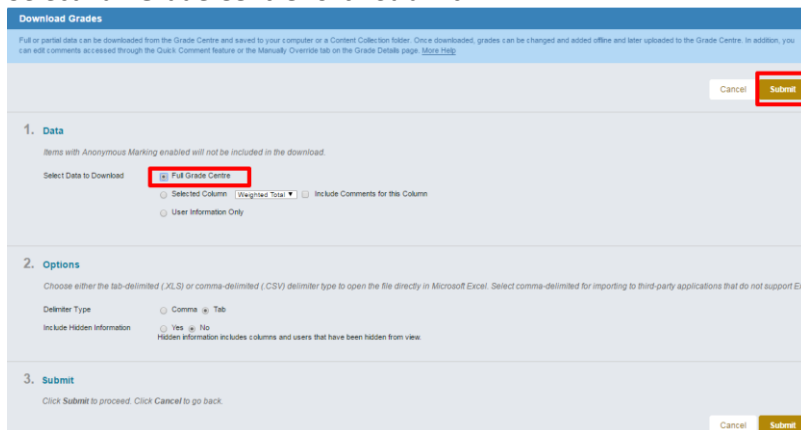 Download Grades
Full or partial data can be downloaded from the Grade Centre and saved to your computer or a Content Collection folder. Once downloaded, grades can be changed and added offline and later uploaded to the Grade Centre. In addition, you
can edit comments accessed through the Quick Comment feature or the Manually Override tab on the Grade Details page. More Help
Cancel Submit
1. Data
Items with Anonymous Marking enabled will not be included in the download.
Select Data to Download Full Grade Centre
Selected Column Weighted Total Include Comments for this Column
User Information Only
2. Options
Choose either the tab-delimited (.XLS) or comma-delimited (.CSV) delimiter type to open the file directly in Microsoft Excel. Select comma-delimited for importing to third-party applications that do not support E
Delimiter Type Comma Tab
Include Hidden Information Yes No
Hidden information includes columns and users that have been hidden from view.
3. Submit
Click Submit to proceed. Click Cancel to go back.
Cancel Submit